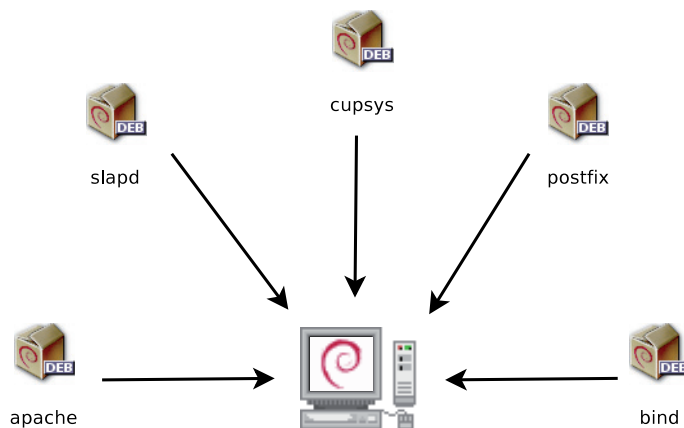 DEB
cupsys
DEB
slapd
DEB
postfix
DEB
apache
DEB
bind